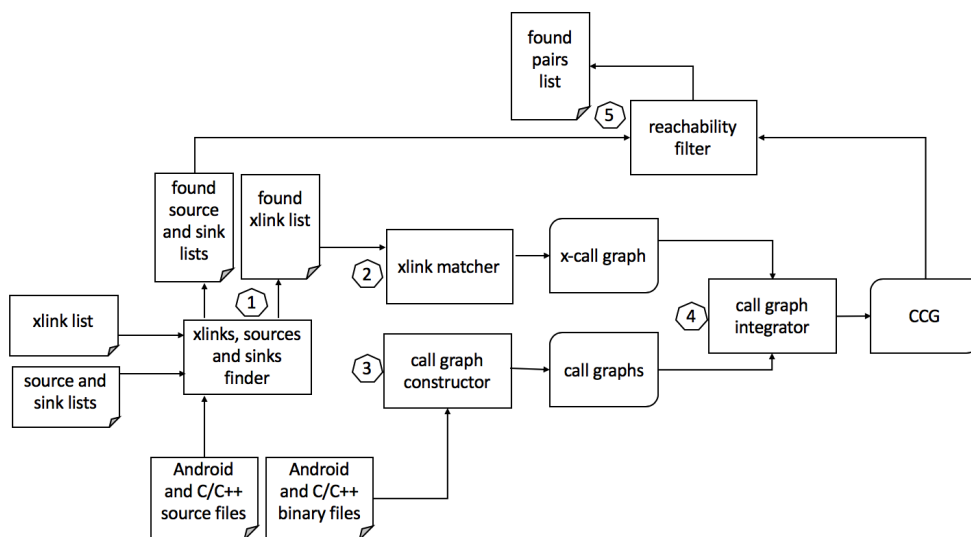 found
pairs
list
5
reachability
filter
found
source
and sink
lists
found
xlink list
2
xlink matcher
x-call graph
1
4
call graph
integrator
CCG
xlink list
xlinks, sources
and sinks
finder
3
call graph
constructor
call graphs
source and
sink lists
Android
and C/C++
source files
Android
and C/C++
binary files